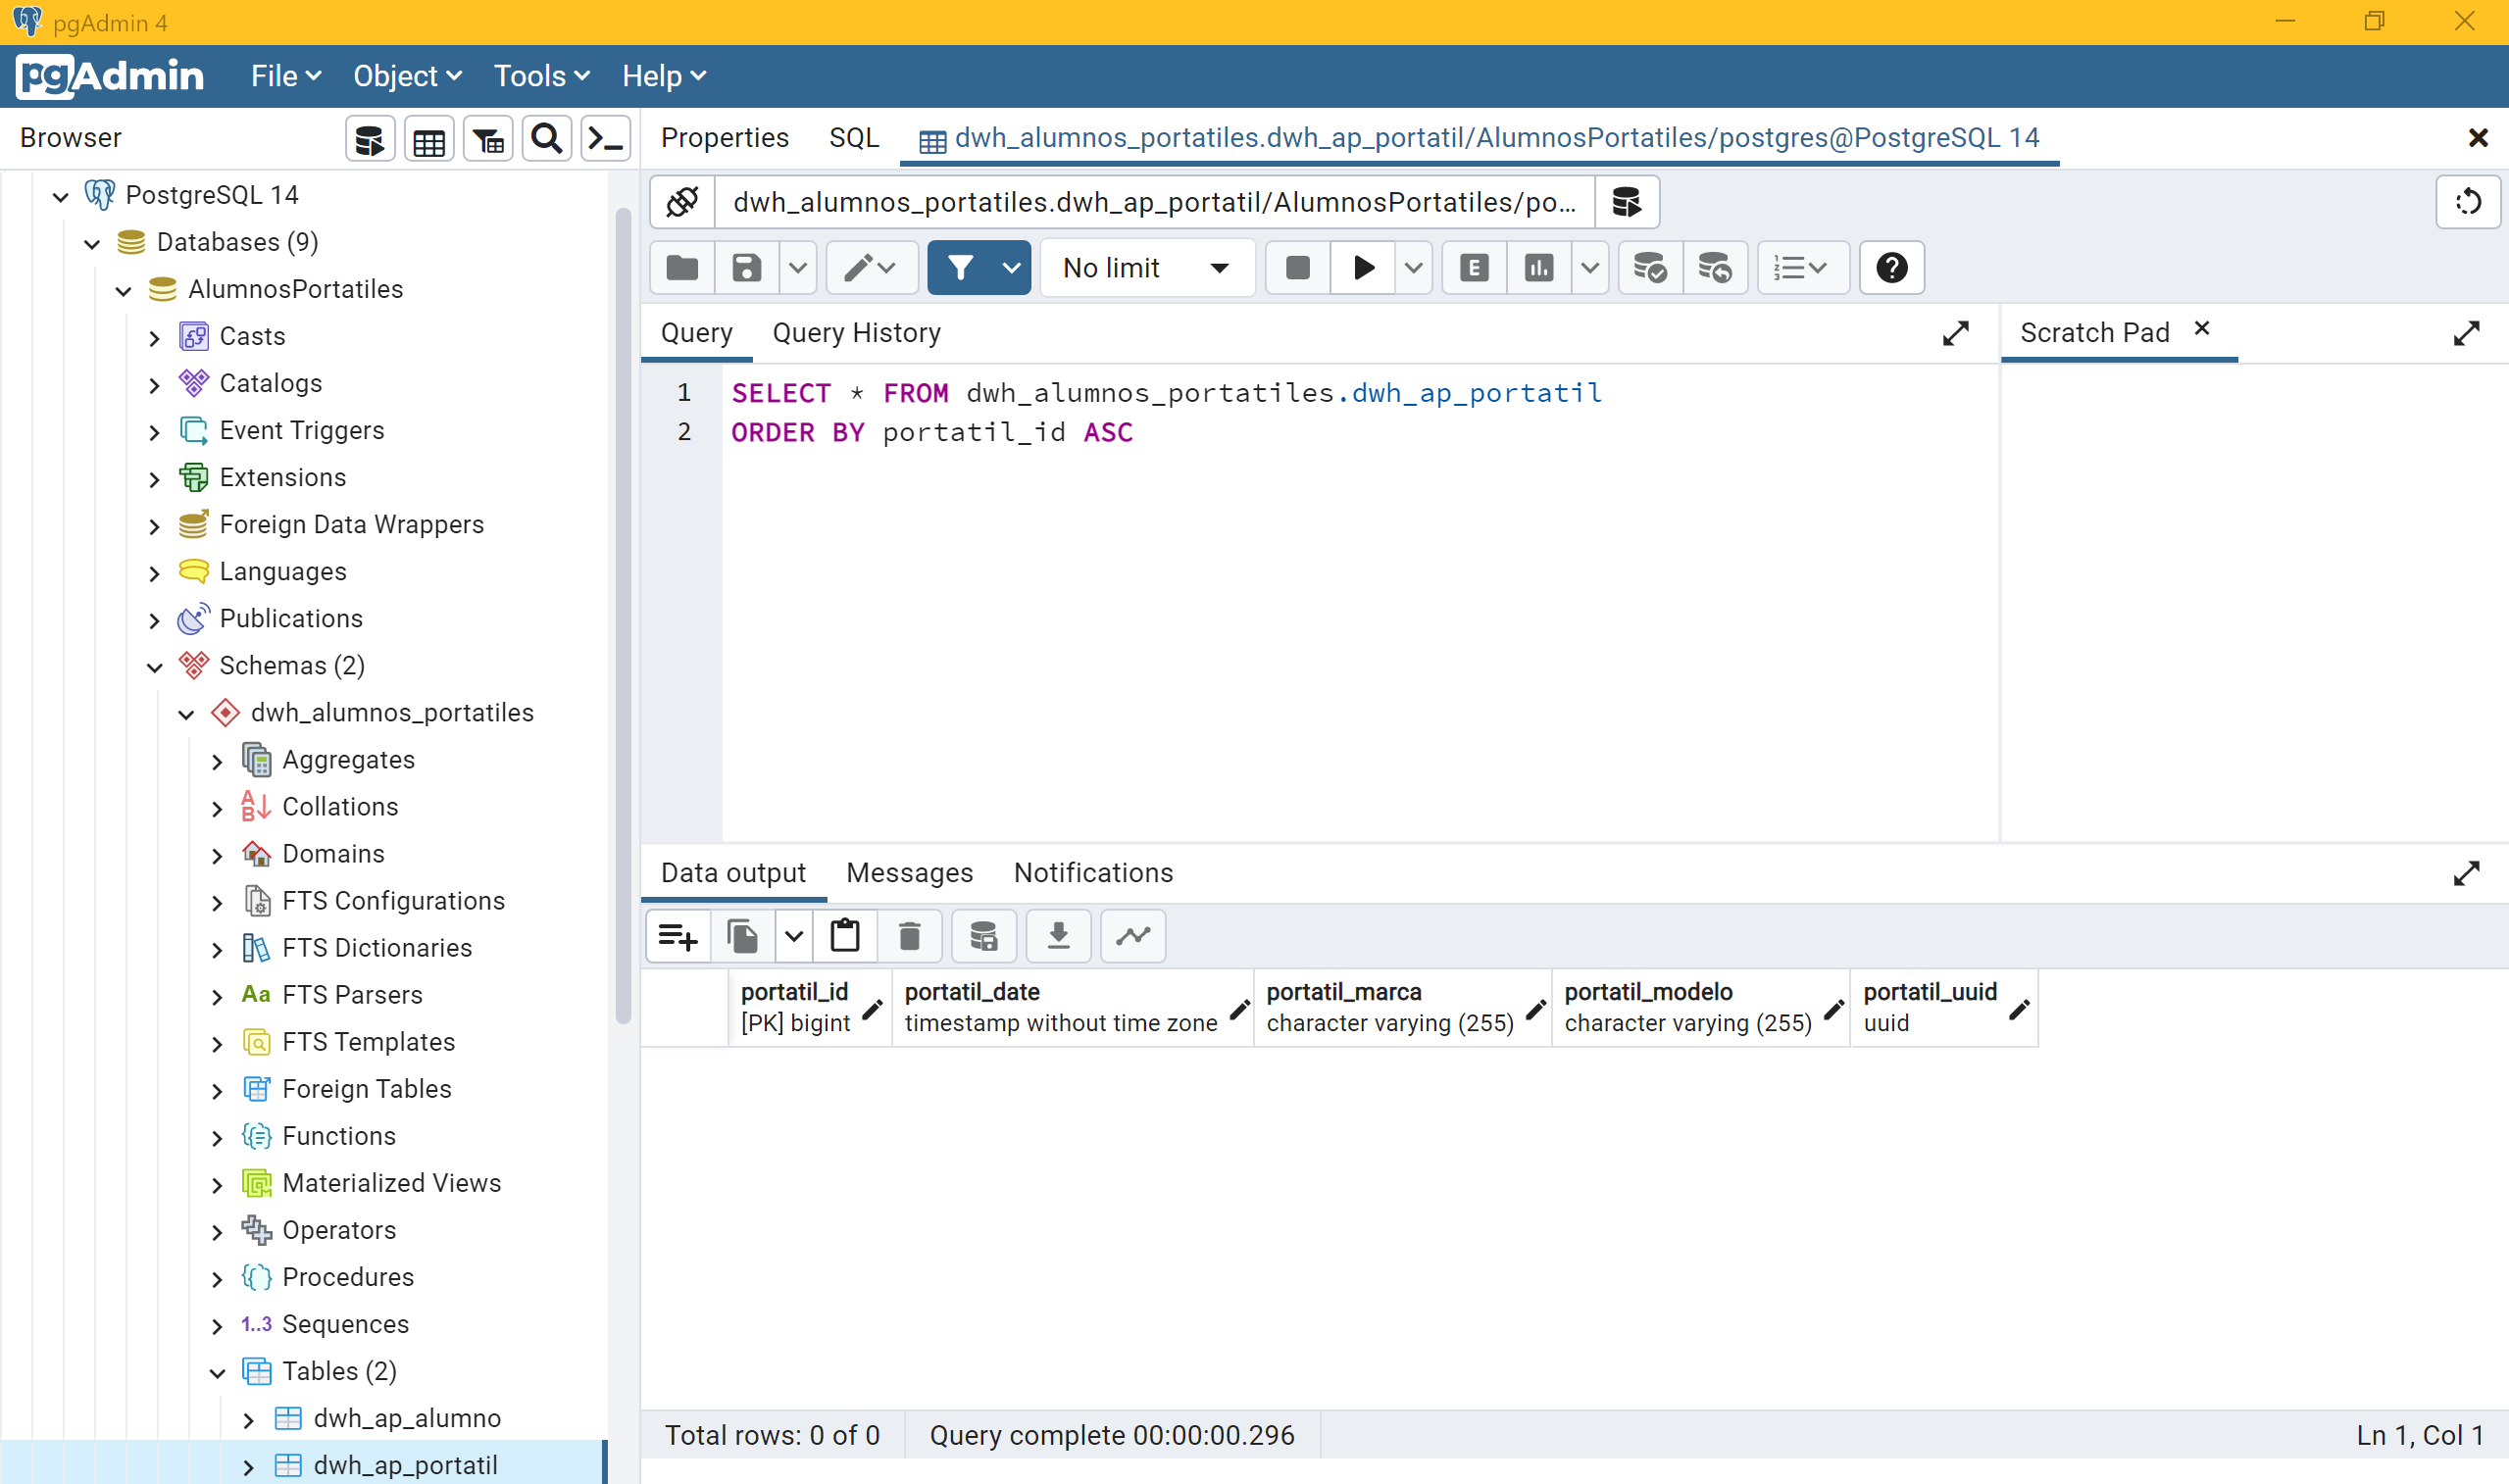 pgAdmin 4
pgAdmin File Object Tools Help
Browser
Properties SQL dwh_alumnos_portatiles.dwh_ap_portatil/AlumnosPortatiles/postgres@PostgreSQL 14
PostgreSQL 14
Databases (9)
AlumnosPortatiles
Casts
Catalogs
Event Triggers
Extensions
Foreign Data Wrappers
Languages
Publications
Schemas (2)
dwh_alumnos_portatiles
Aggregates
Collations
Domains
FTS Configurations
FTS Dictionaries
Aa FTS Parsers
FTS Templates
Foreign Tables
Functions
Materialized Views
Operators
Procedures
1..3 Sequences
Tables (2)
dwh_ap_alumno
dwh_ap_portatil
dwh_alumnos_portatiles.dwh_ap_portatil/AlumnosPortatiles/po...
No limit
E
Query Query History
Scratch Pad
1 SELECT * FROM dwh_alumnos_portatiles.dwh_ap_portatil
2 ORDER BY portatil_id ASC
Data output Messages Notifications
portatil_id portatil_date portatil_marca portatil_modelo portatil_uuid
[PK] bigint timestamp without time zone character varying (255) character varying (255) uuid
Total rows: 0 of 0 Query complete 00:00:00.296 Ln 1, Col 1